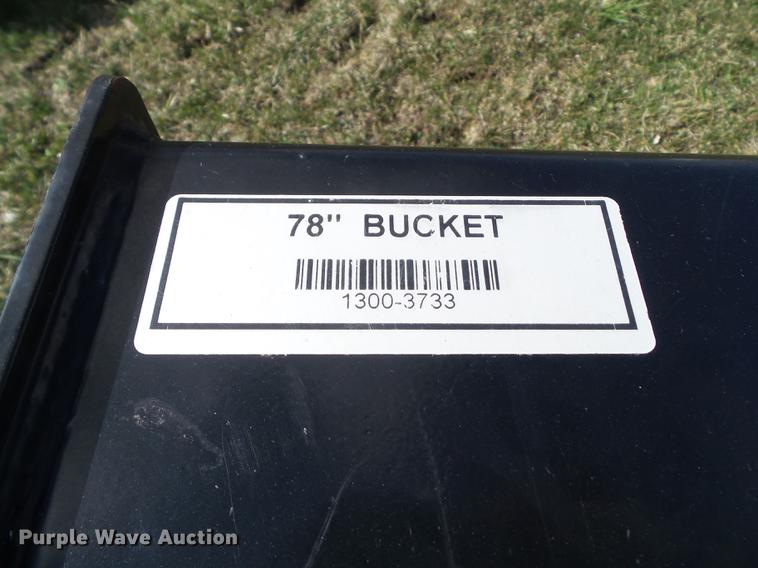 78" BUCKET
1300-3733
Purple Wave Auction